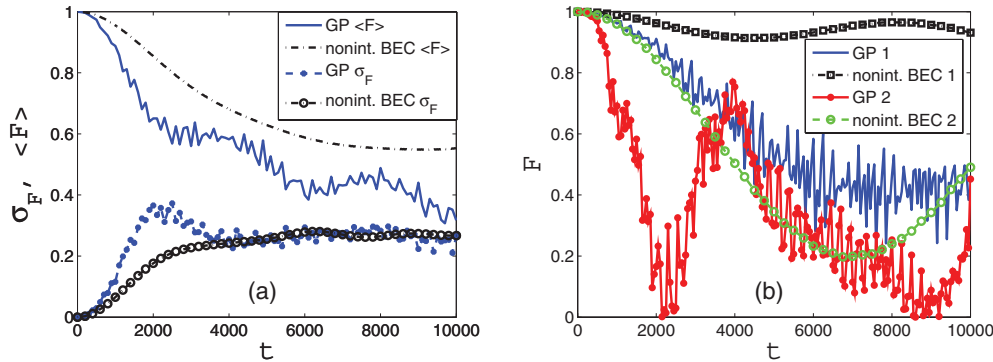 σF, <F>
1
0.8
0.6
0.4
0.2
0
0 2000 4000 6000 8000 10000
t
GP <F>
nonint. BEC <F>
GP σF
nonint. BEC σF
(a)
F
1
0.8
0.6
0.4
0.2
0
0 2000 4000 6000 8000 10000
t
GP 1
nonint. BEC 1
GP 2
nonint. BEC 2
(b)